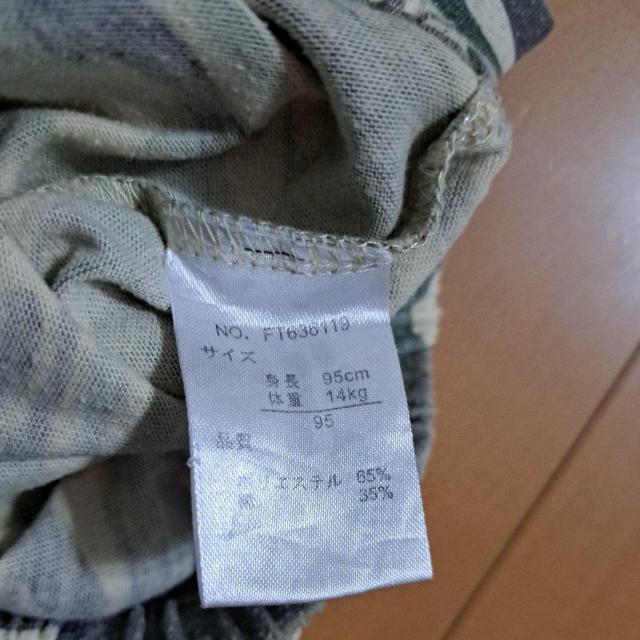 NO. F1636119
サイズ
身長 95cm
体重 14kg
95
品質
ポリエステル 65%
綿 35%